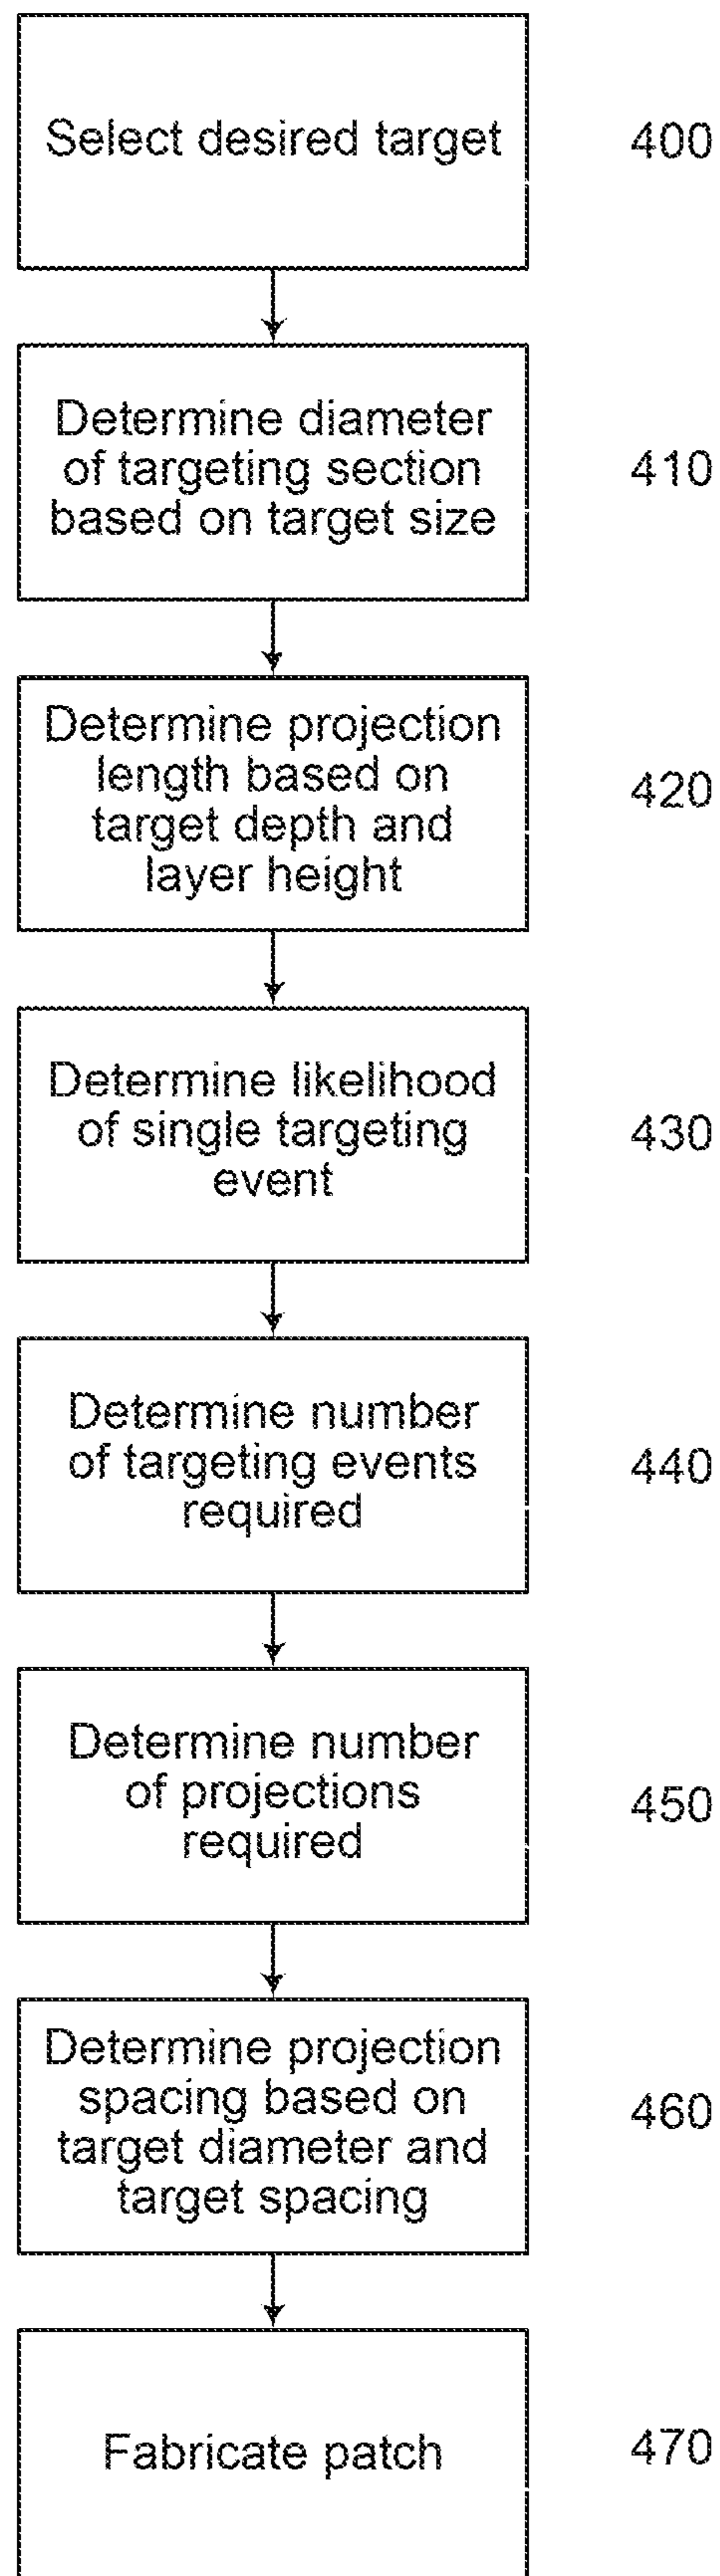 Select desired target
400
Determine diameter
of targeting section
based on target size
410
Determine projection
length based on
target depth and
layer height
420
Determine likelihood
of single targeting
event
430
Determine number
of targeting events
required
440
Determine number
of projections
required
450
Determine projection
spacing based on
target diameter and
target spacing
460
Fabricate patch
470